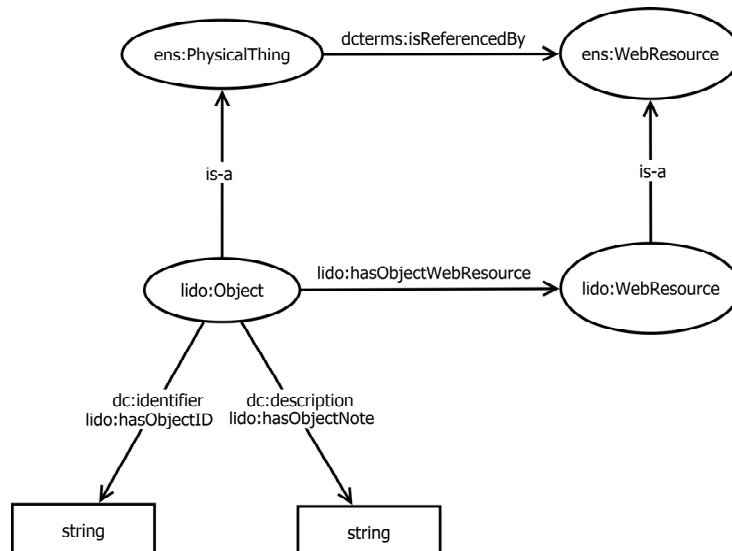 dcterms:isReferencedBy
ens:PhysicalThing
ens:WebResource
is-a
is-a
lido:hasObjectWebResource
lido:Object
lido:WebResource
dc:identifier
lido:hasObjectID
dc:description
lido:hasObjectNote
string
string